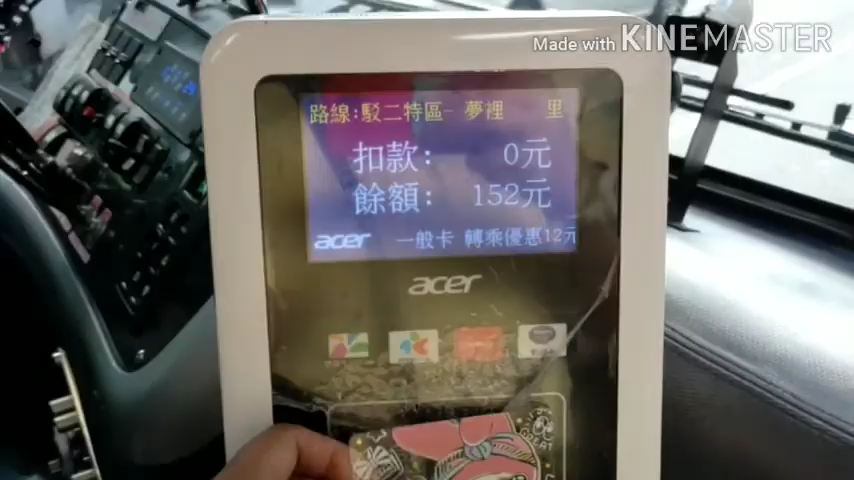 Made with KINEMASTER
路線:駁二特區- 夢裡 里
扣款: 0元
餘額: 152元
acer 一般卡 轉乘優惠12元
acer